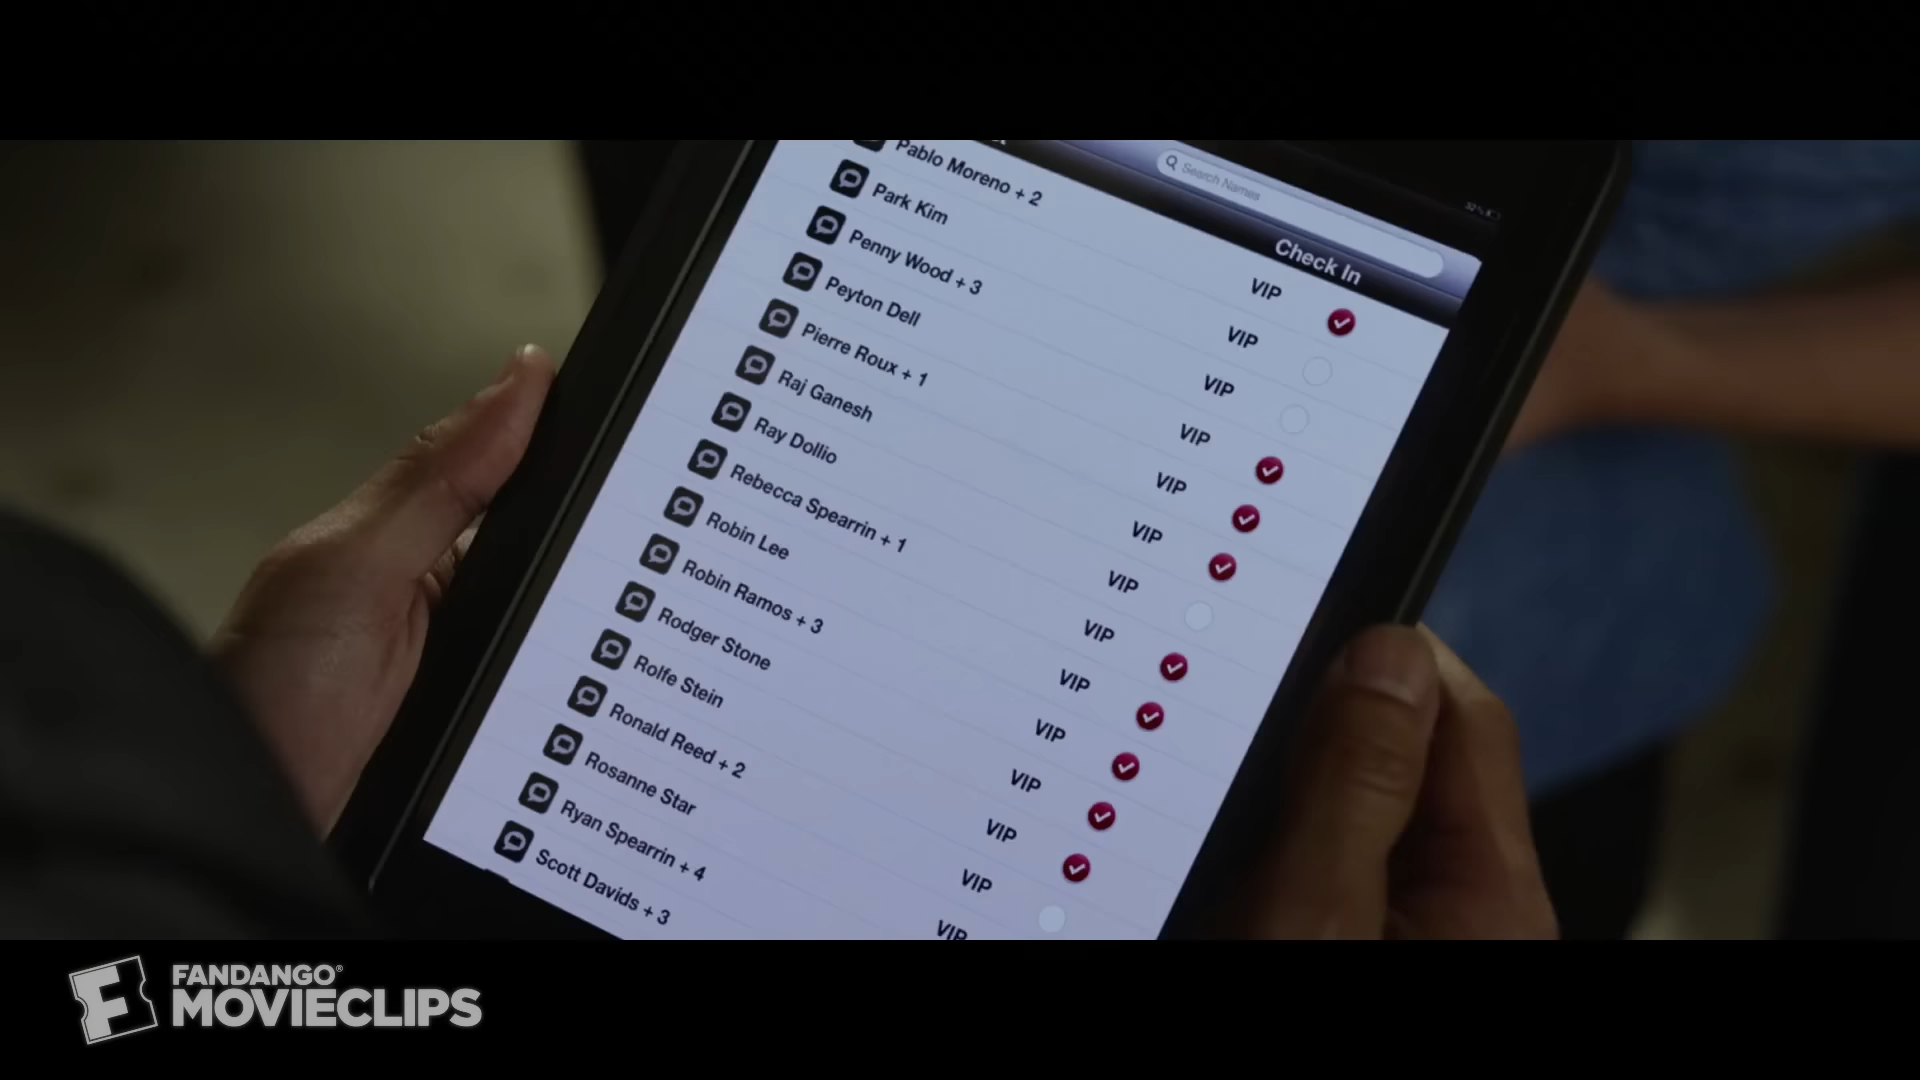 32%
Search Names
Check In
Pablo Moreno + 2 VIP
Park Kim VIP
Penny Wood + 3 VIP
Peyton Dell VIP
Pierre Roux + 1 VIP
Raj Ganesh VIP
Ray Dollio VIP
Rebecca Spearrin + 1 VIP
Robin Lee VIP
Robin Ramos + 3 VIP
Rodger Stone VIP
Rolfe Stein VIP
Ronald Reed + 2 VIP
Rosanne Star VIP
Ryan Spearrin + 4
Scott Davids + 3
FANDANGO®
MOVIECLIPS